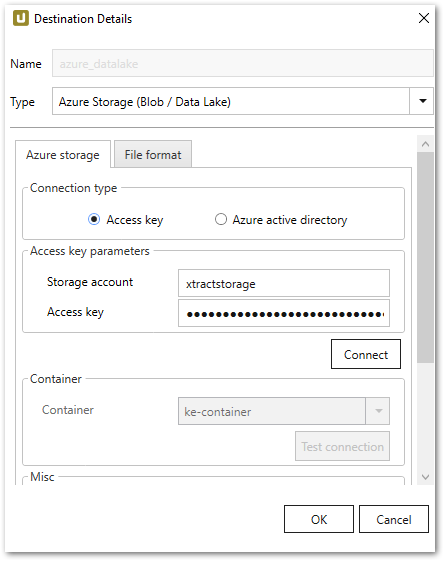 Destination Details
Name azure_datalake
Type Azure Storage (Blob / Data Lake)
Azure storage File format
Connection type
Access key Azure active directory
Access key parameters
Storage account xtractstorage
Access key ●●●●●●●●●●●●●●●●●●●●●●●●●●●●
Connect
Container
Container ke-container
Test connection
Misc
OK Cancel